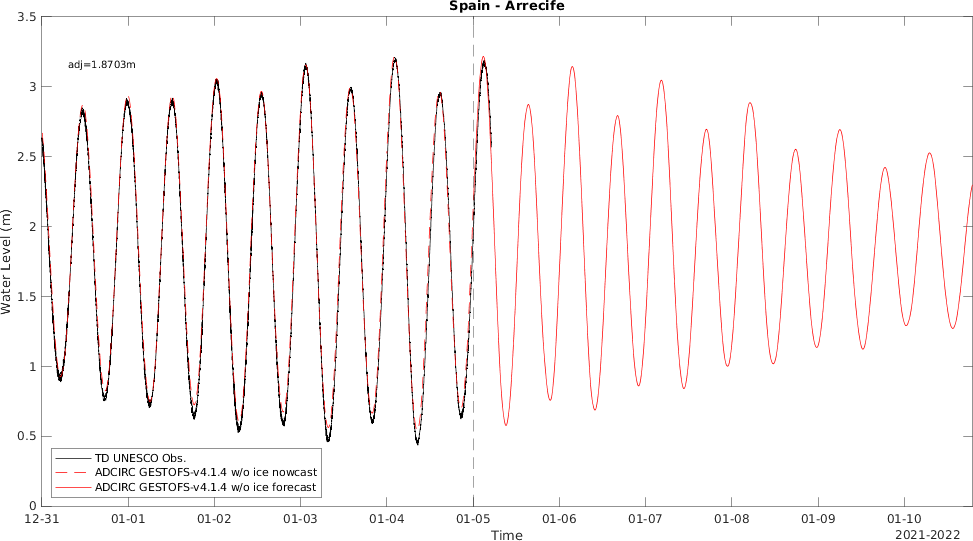 Spain - Arrecife
3.5
adj=1.8703m
3
2.5
2
1.5
1
0.5
0
Water Level (m)
TD UNESCO Obs.
ADCIRC GESTOFS-v4.1.4 w/o ice nowcast
ADCIRC GESTOFS-v4.1.4 w/o ice forecast
12-31 01-01 01-02 01-03 01-04 01-05 01-06 01-07 01-08 01-09 01-10
Time
2021-2022